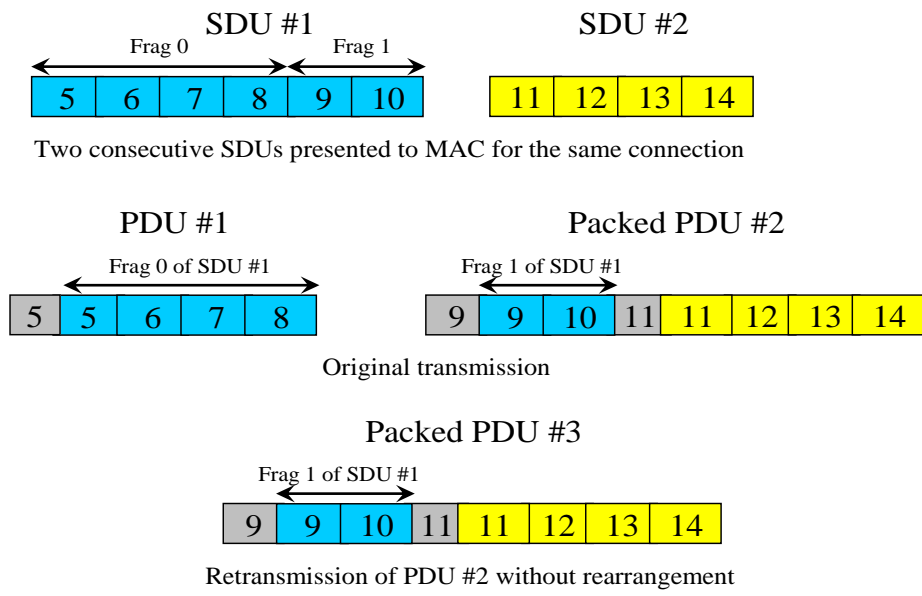 SDU #1 SDU #2
Frag 0 Frag 1
5 6 7 8 9 10 11 12 13 14
Two consecutive SDUs presented to MAC for the same connection
PDU #1 Packed PDU #2
Frag 0 of SDU #1 Frag 1 of SDU #1
5 5 6 7 8 9 9 10 11 11 12 13 14
Original transmission
Packed PDU #3
Frag 1 of SDU #1
9 9 10 11 11 12 13 14
Retransmission of PDU #2 without rearrangement